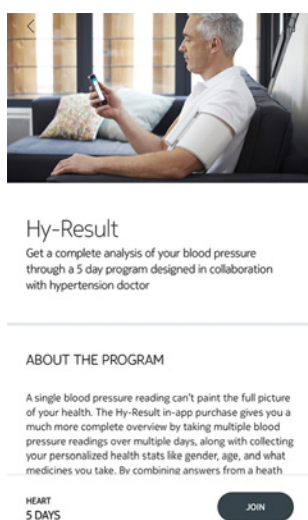 Hy-Result
Get a complete analysis of your blood pressure
through a 5 day program designed in collaboration
with hypertension doctor
ABOUT THE PROGRAM
A single blood pressure reading can't paint the full picture
of your health. The Hy-Result in-app purchase gives you a
much more complete overview by taking multiple blood
pressure readings over multiple days, along with collecting
your personalized health stats like gender, age, and what
medicines you take. By combining answers from a heath
HEART
5 DAYS
JOIN